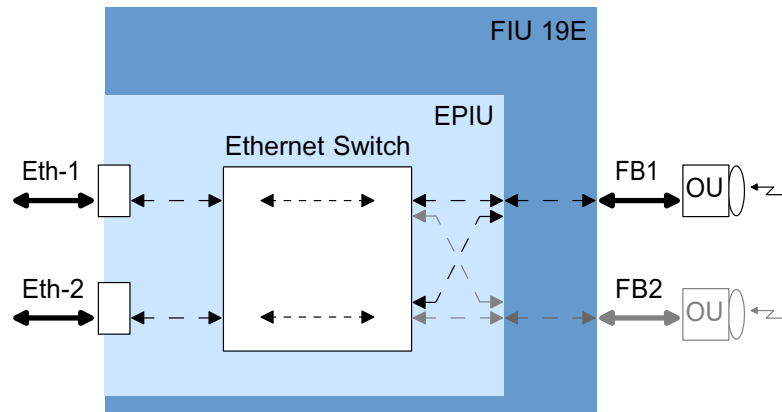 FIU 19E
EPIU
Ethernet Switch
Eth-1
FB1
OU
Eth-2
FB2
OU